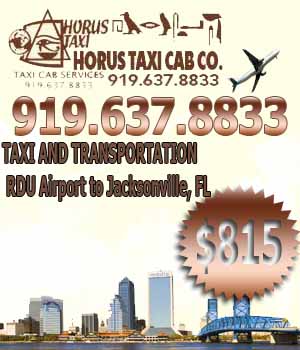 HORUS
TAXI
TAXI CAB SERVICES
919.637.8833
HORUS TAXI CAB CO.
919.637.8833
919.637.8833
TAXI AND TRANSPORTATION
RDU Airport to Jacksonville, FL
$815